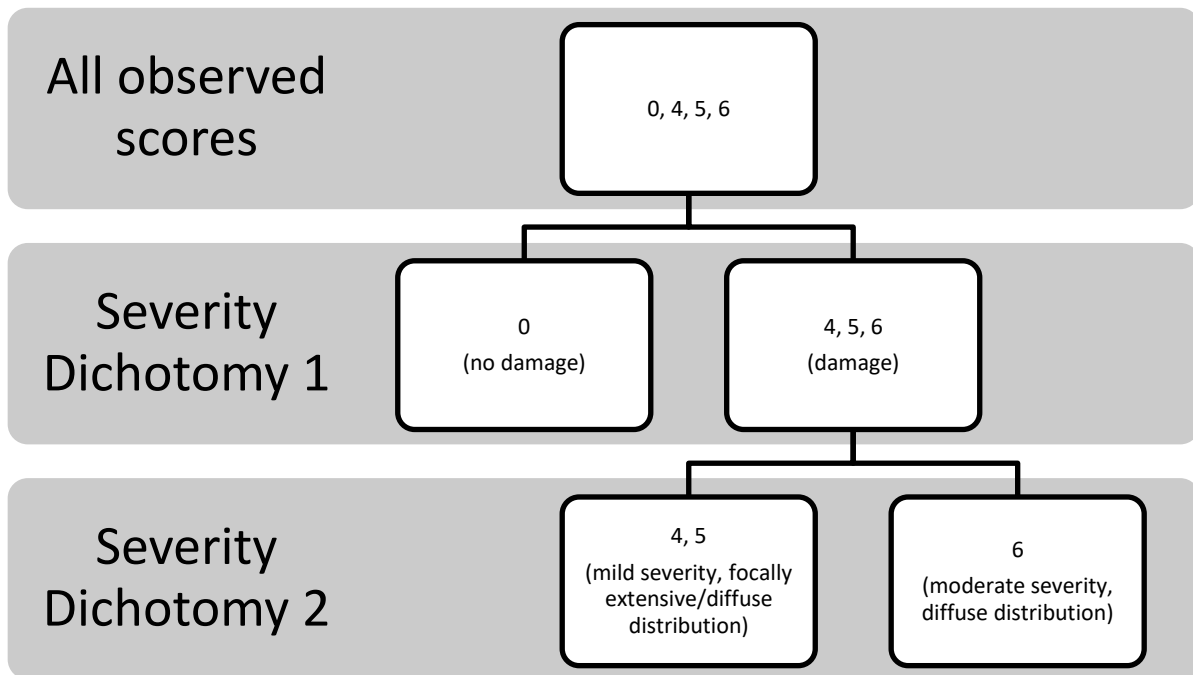 All observed
scores
0, 4, 5, 6
Severity
Dichotomy 1
0
(no damage)
4, 5, 6
(damage)
Severity
Dichotomy 2
4, 5
(mild severity, focally
extensive/diffuse
distribution)
6
(moderate severity,
diffuse distribution)